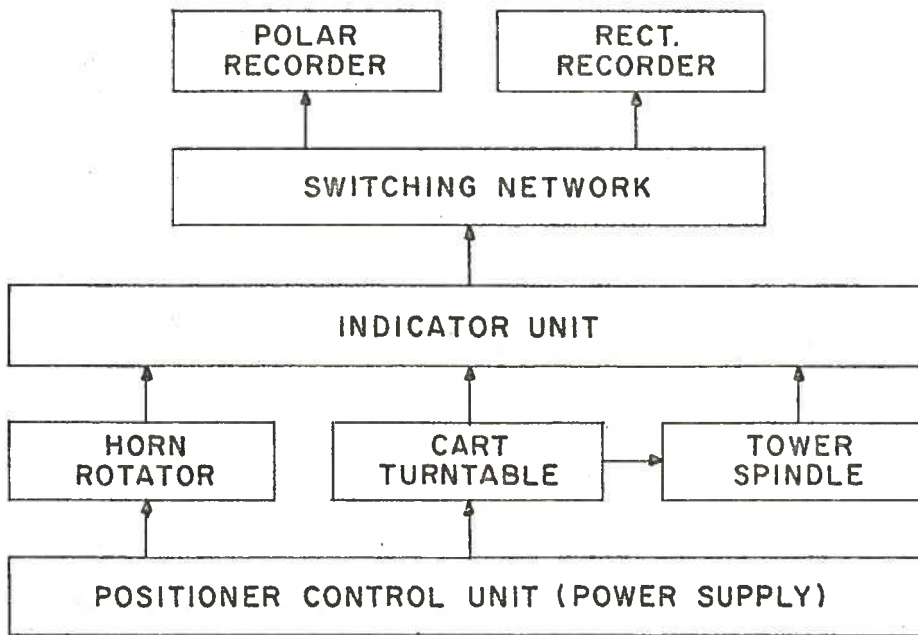 POLAR
RECORDER
RECT.
RECORDER
SWITCHING NETWORK
INDICATOR UNIT
HORN
ROTATOR
CART
TURNTABLE
TOWER
SPINDLE
POSITIONER CONTROL UNIT (POWER SUPPLY)